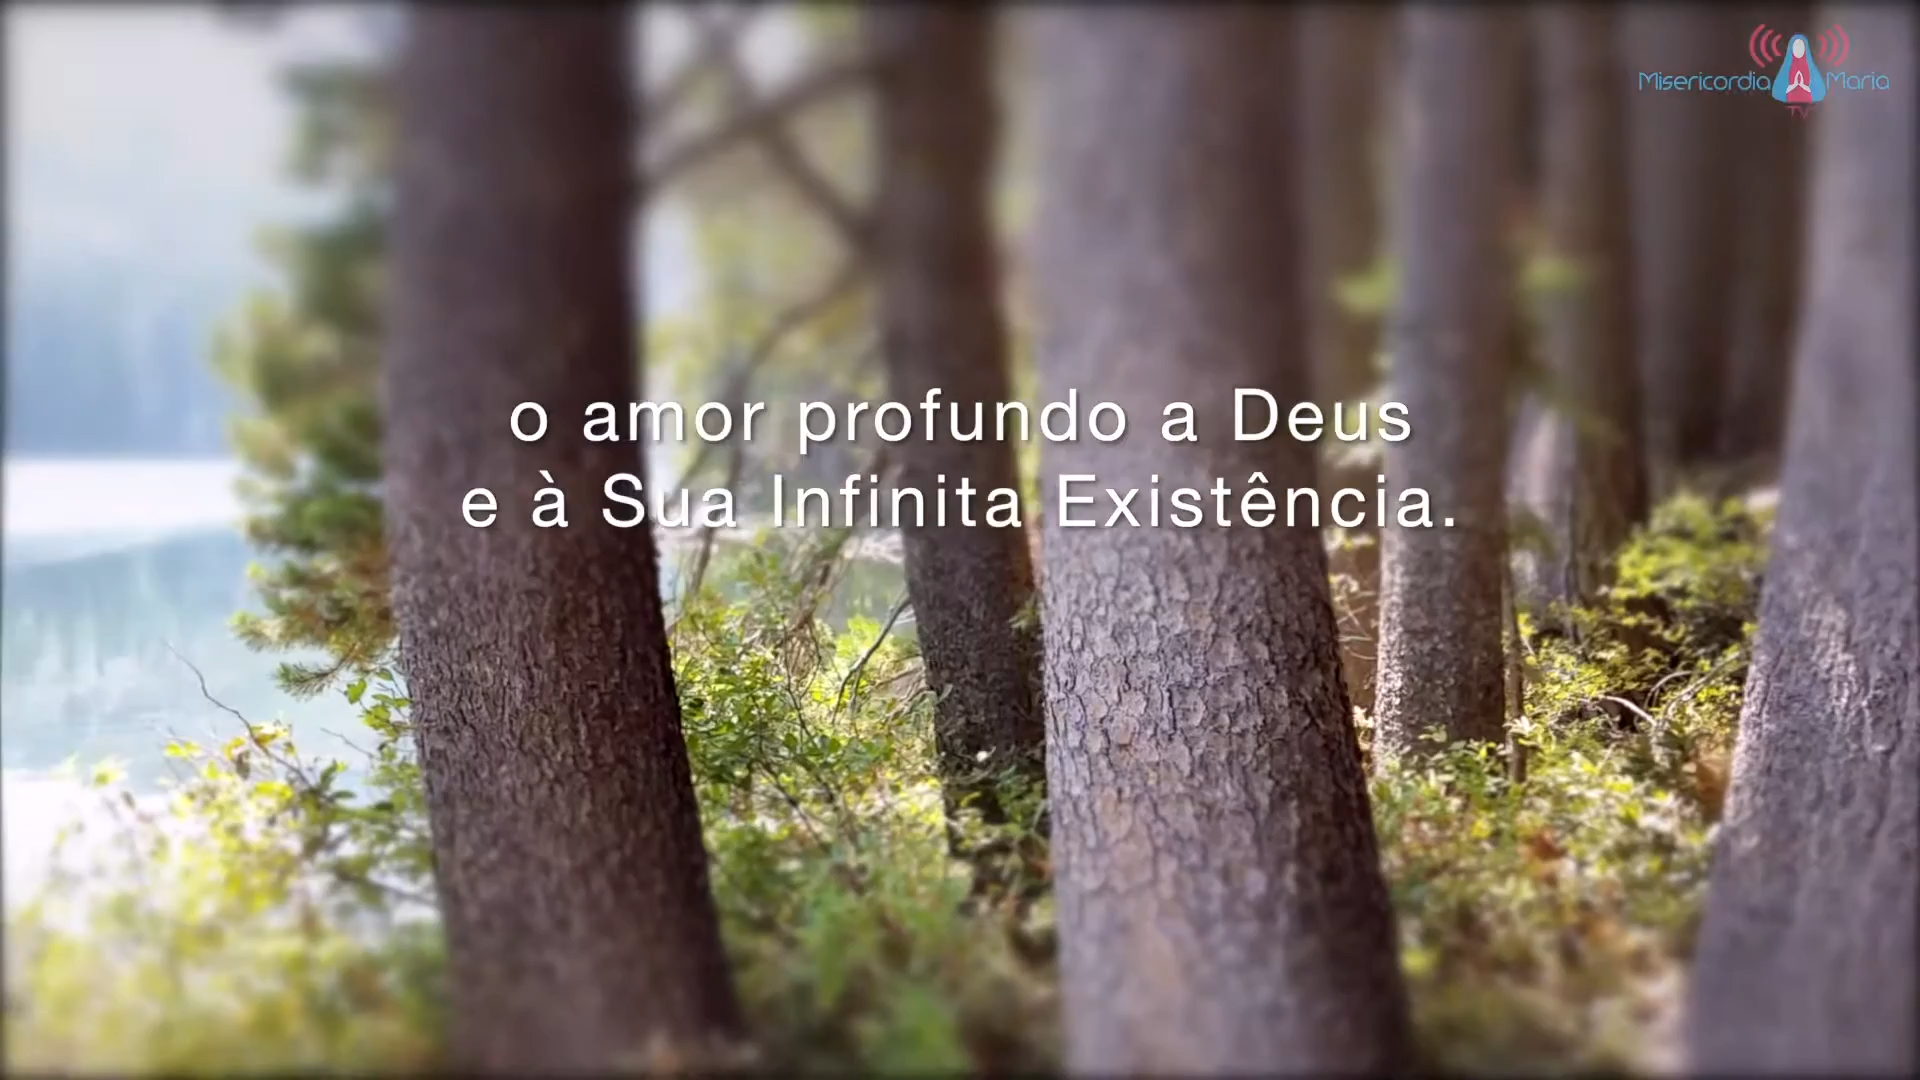 Misericordia Maria
TV
o amor profundo a Deus
e à Sua Infinita Existência.